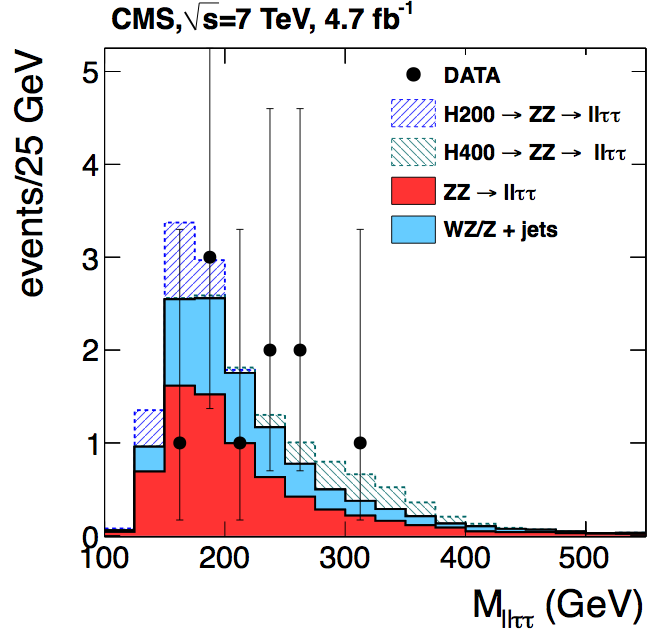 CMS, √s=7 TeV, 4.7 fb⁻¹
events/25 GeV
5
4
3
2
1
0
DATA
H200 → ZZ → llττ
H400 → ZZ → llττ
ZZ → llττ
WZ/Z + jets
100 200 300 400 500
M_llττ (GeV)